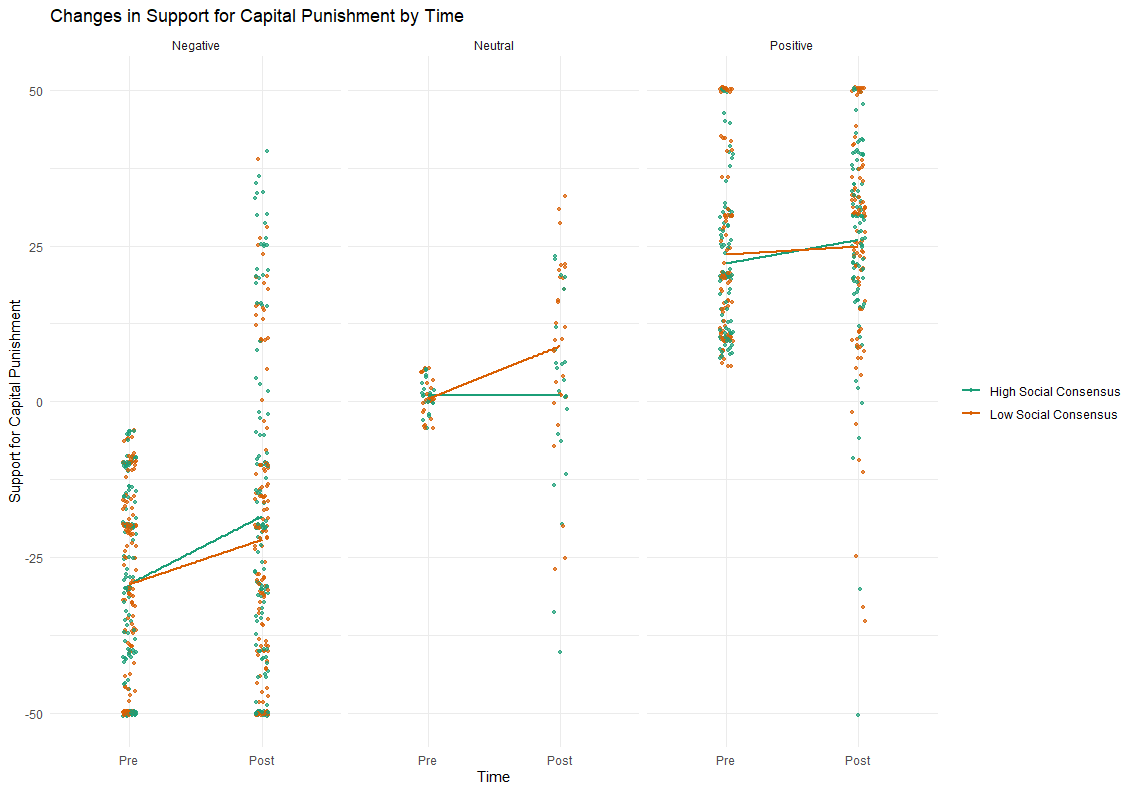 Changes in Support for Capital Punishment by Time
Negative
Neutral
Positive
50
25
0
-25
-50
Support for Capital Punishment
High Social Consensus
Low Social Consensus
Pre
Post
Pre
Post
Pre
Post
Time